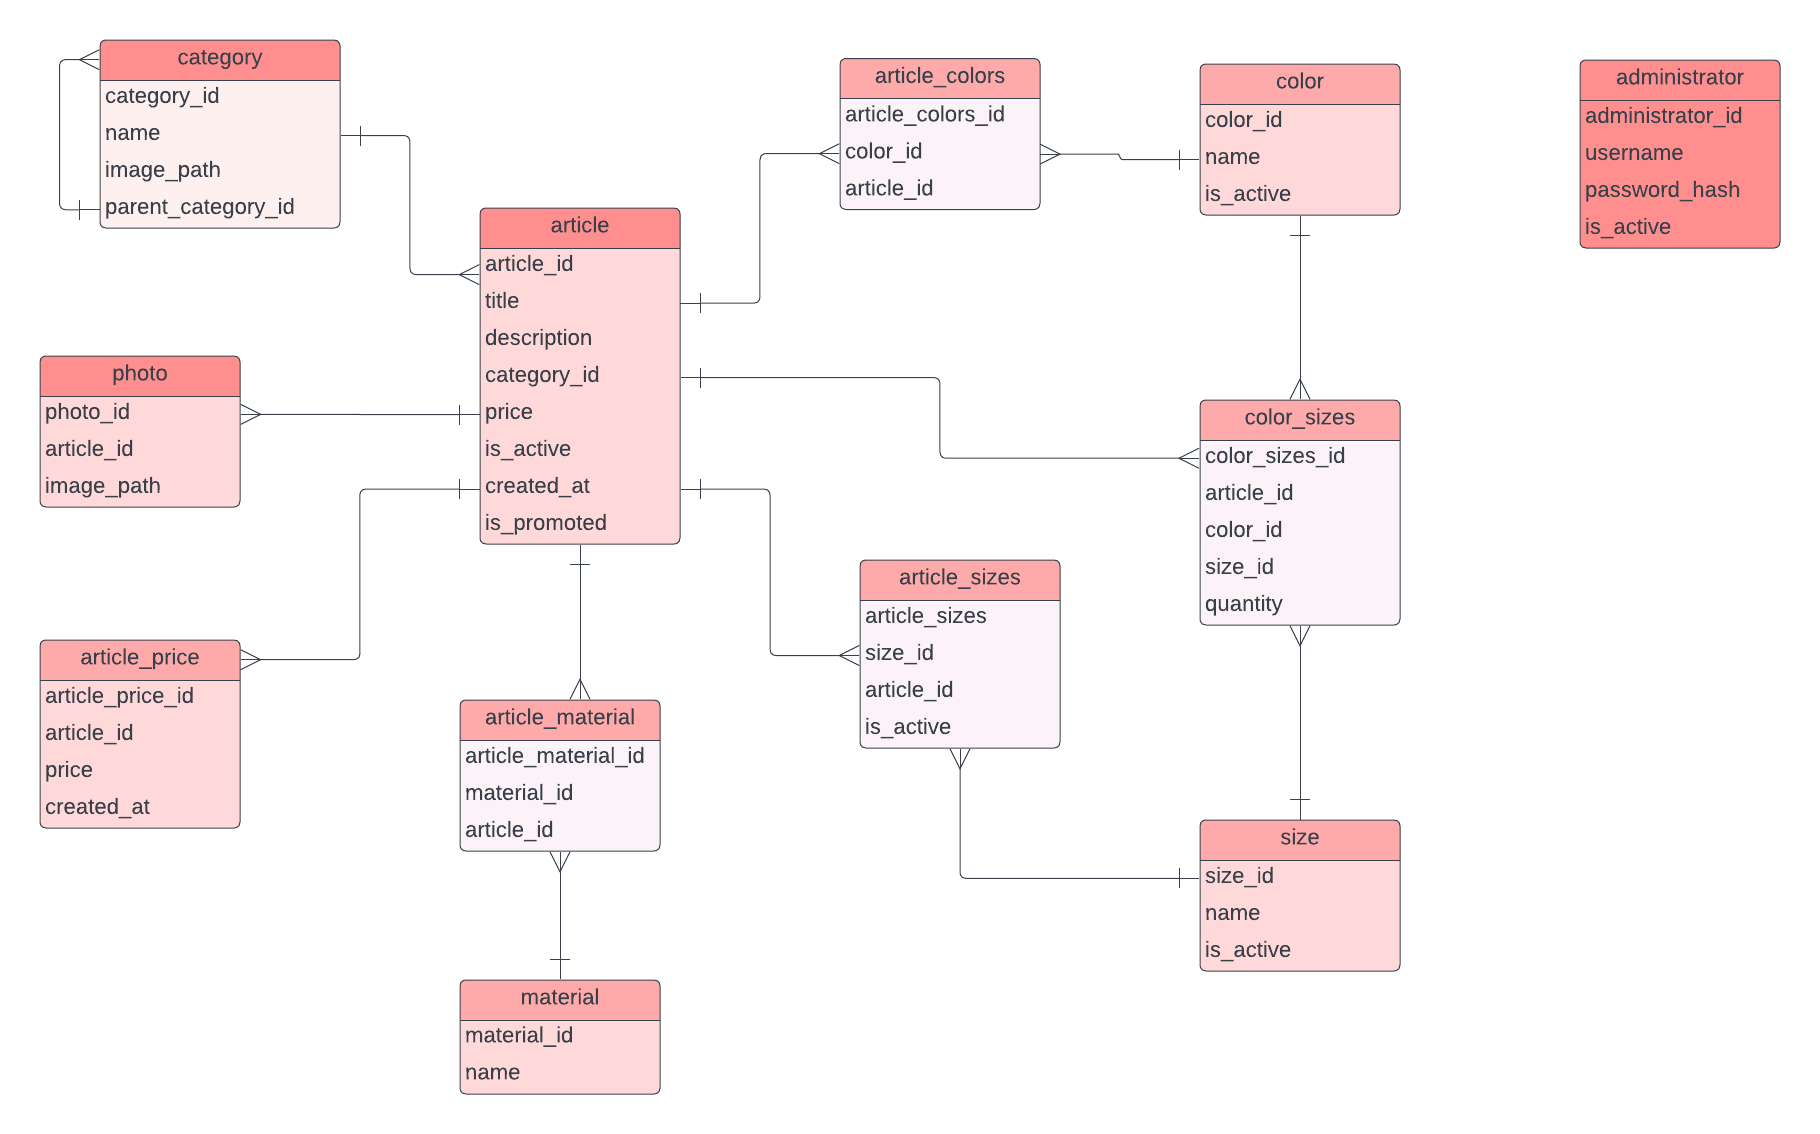 category
category_id
name
image_path
parent_category_id
article
article_id
title
description
category_id
price
is_active
created_at
is_promoted
photo
photo_id
article_id
image_path
article_price
article_price_id
article_id
price
created_at
article_material
article_material_id
material_id
article_id
material
material_id
name
article_colors
article_colors_id
color_id
article_id
article_sizes
article_sizes
size_id
article_id
is_active
color
color_id
name
is_active
color_sizes
color_sizes_id
article_id
color_id
size_id
quantity
size
size_id
name
is_active
administrator
administrator_id
username
password_hash
is_active